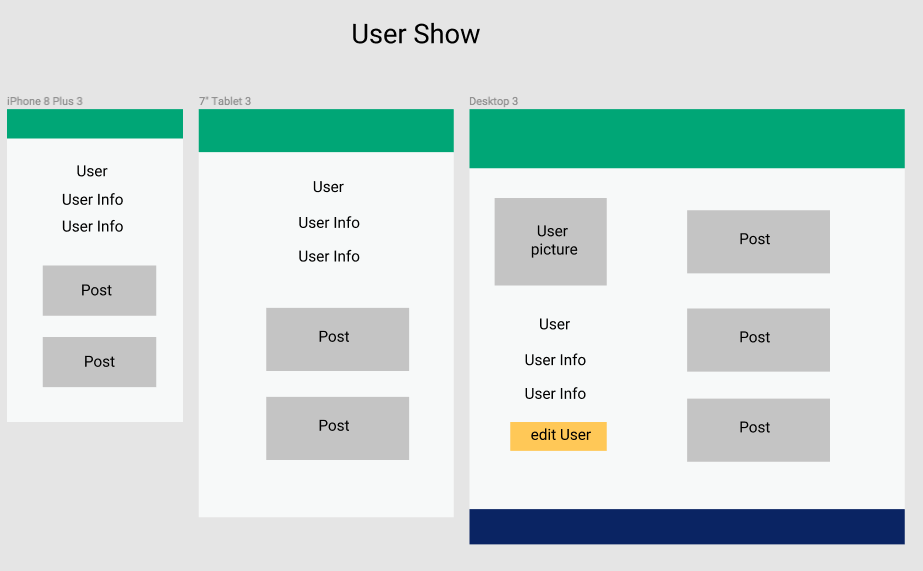 User Show
iPhone 8 Plus 3
User
User Info
User Info
Post
Post
7" Tablet 3
User
User Info
User Info
Post
Post
Desktop 3
User
picture
User
User Info
User Info
edit User
Post
Post
Post